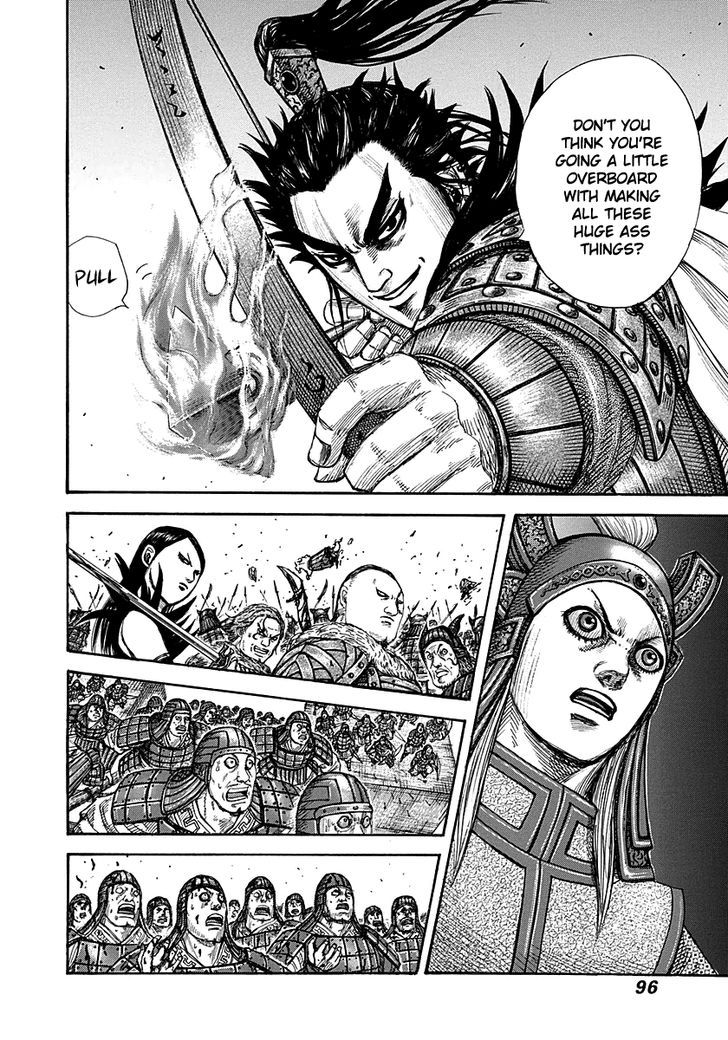 DON'T YOU
THINK YOU'RE
GOING A LITTLE
OVERBOARD
WITH MAKING
ALL THESE
HUGE ASS
THINGS?
PULL
96